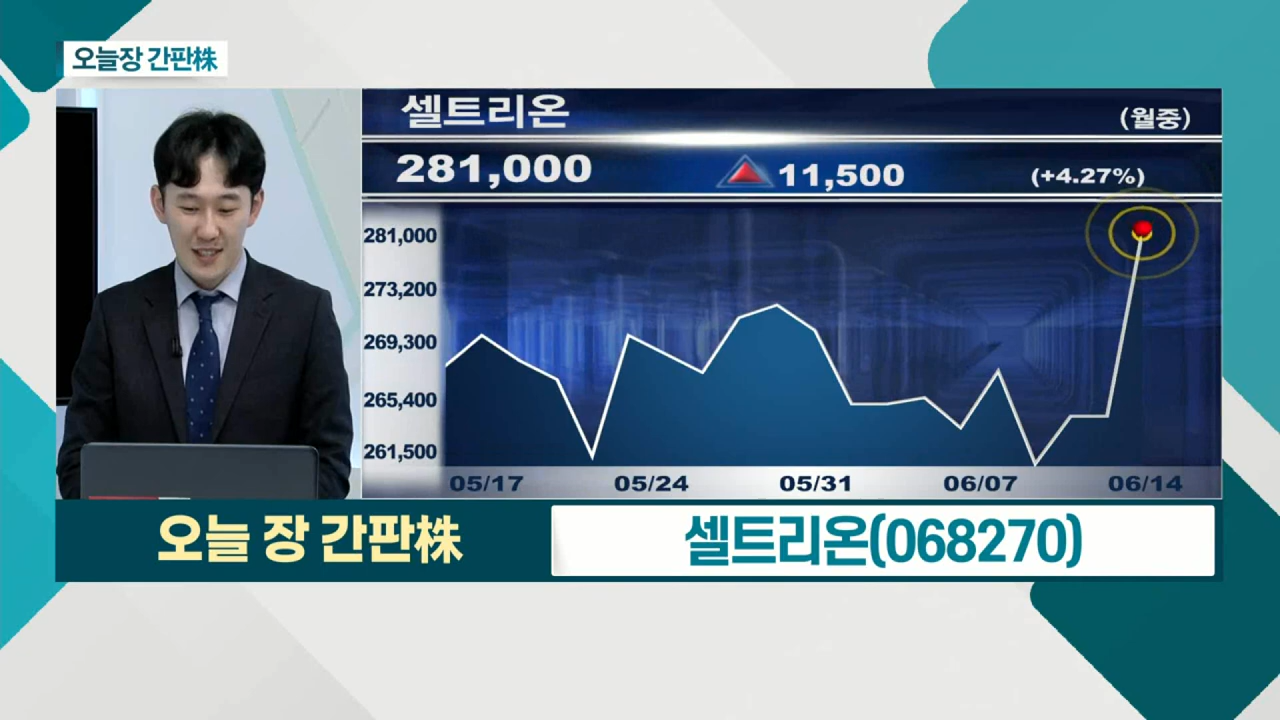 오늘장 간판株
셀트리온
(월중)
281,000 11,500 (+4.27%)
281,000
273,200
269,300
265,400
261,500
05/17 05/24 05/31 06/07 06/14
오늘 장 간판株
셀트리온(068270)